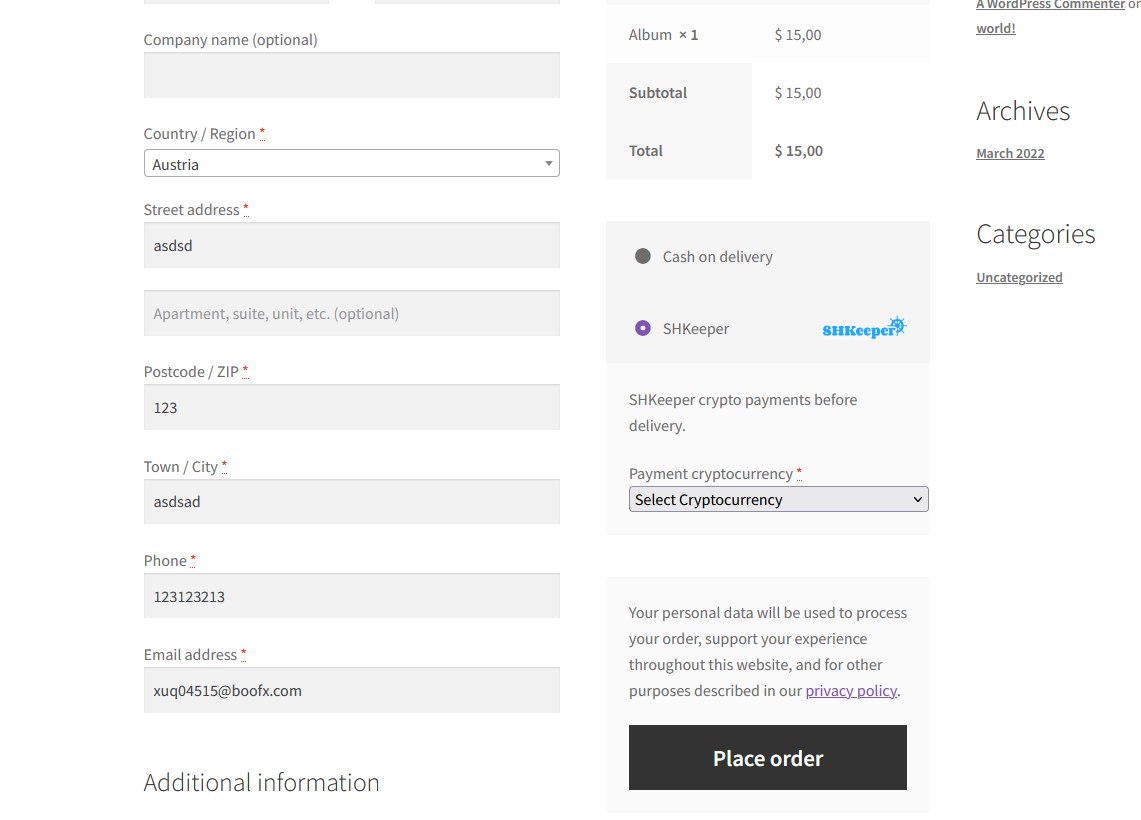 Company name (optional)
Country / Region *
Austria
Street address *
asdsd
Apartment, suite, unit, etc. (optional)
Postcode / ZIP *
123
Town / City *
asdsad
Phone *
123123213
Email address *
xuq04515@boofx.com
Additional information
Album × 1 $ 15,00
Subtotal $ 15,00
Total $ 15,00
Cash on delivery
SHKeeper SHKeeper
SHKeeper crypto payments before
delivery.
Payment cryptocurrency *
Select Cryptocurrency
Your personal data will be used to process
your order, support your experience
throughout this website, and for other
purposes described in our privacy policy.
Place order
A WordPress Commenter on
world!
Archives
March 2022
Categories
Uncategorized